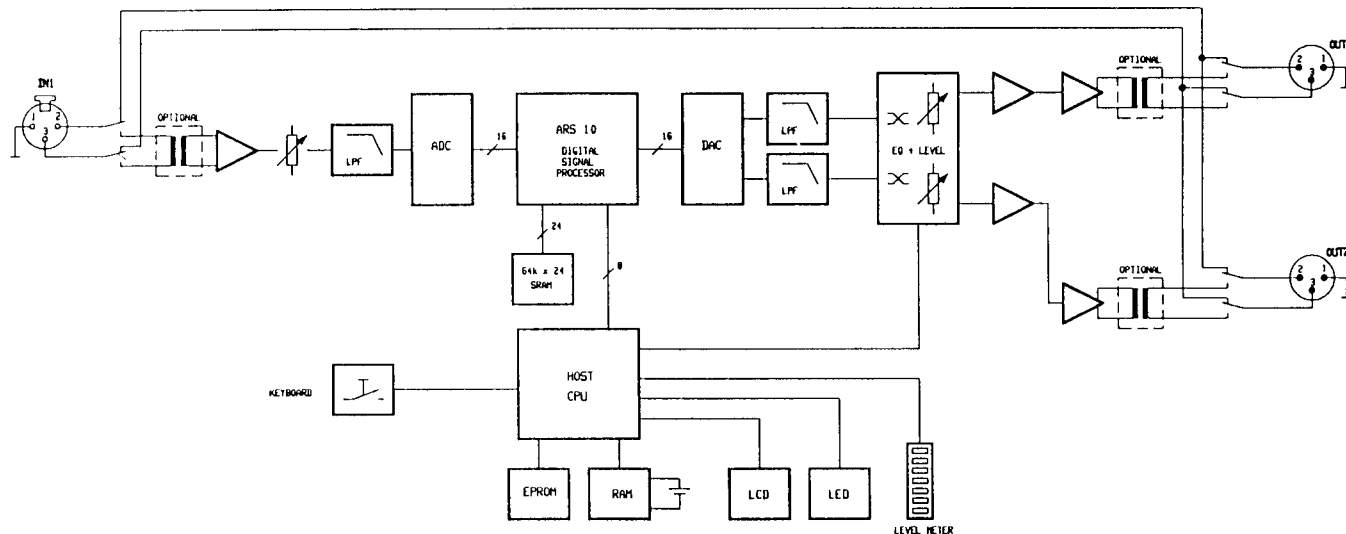 IN1
1
2
3
OPTIONAL
LPF
ADC
16
ARS 10
DIGITAL
SIGNAL
PROCESSOR
16
DAC
LPF
LPF
EQ + LEVEL
OPTIONAL
2
1
3
24
64k x 24
SRAM
8
OPTIONAL
OUT2
2
1
3
KEYBOARD
HOST
CPU
EPROM
RAM
LCD
LED
LEVEL METER